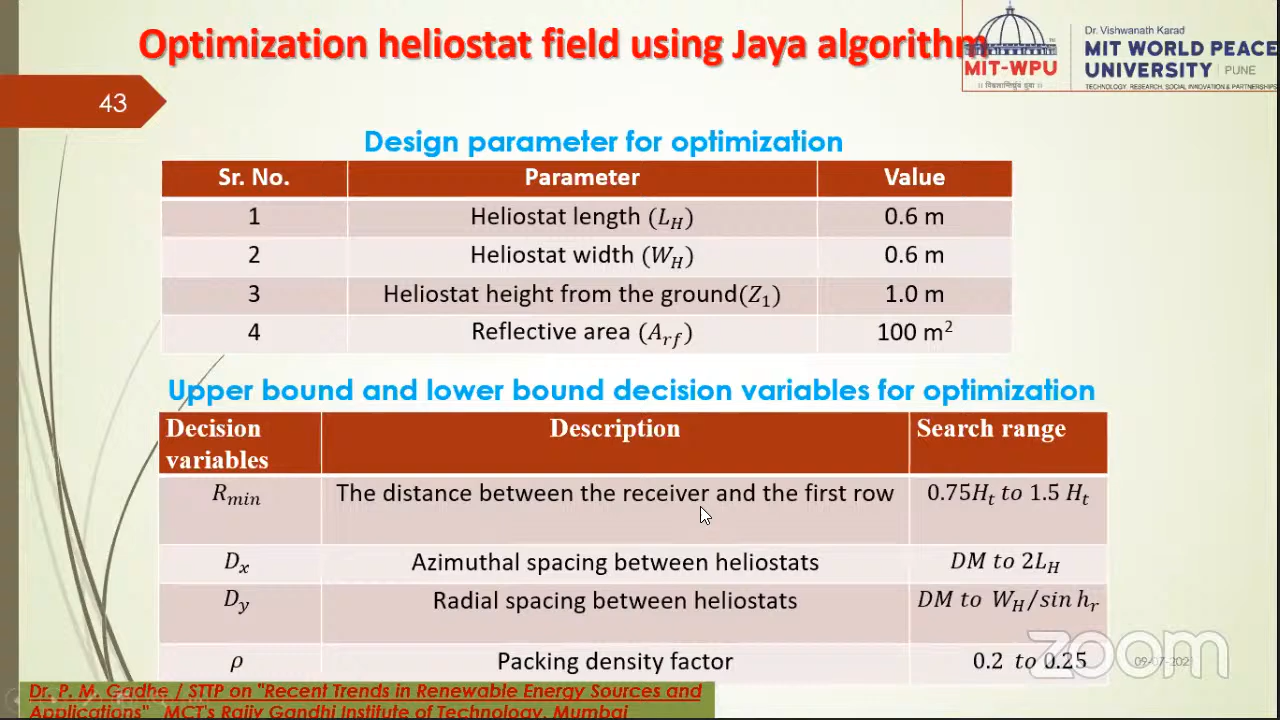 Optimization heliostat field using Jaya algorithm
Dr. Vishwanath Karad
MIT WORLD PEACE
UNIVERSITY | PUNE
TECHNOLOGY, RESEARCH, SOCIAL INNOVATION & PARTNERSHIPS
MIT-WPU
॥ विश्वशान्तिर्ध्रुवं ध्रुवा ॥
43
Design parameter for optimization
Sr. No. Parameter Value
1 Heliostat length (L_H) 0.6 m
2 Heliostat width (W_H) 0.6 m
3 Heliostat height from the ground(Z_1) 1.0 m
4 Reflective area (A_rf) 100 m²
Upper bound and lower bound decision variables for optimization
Decision variables Description Search range
R_min The distance between the receiver and the first row 0.75H_t to 1.5 H_t
D_x Azimuthal spacing between heliostats DM to 2L_H
D_y Radial spacing between heliostats DM to W_H/sin h_r
ρ Packing density factor 0.2 to 0.25
zoom
09-07-2021
Dr. P. M. Gadhe / STTP on "Recent Trends in Renewable Energy Sources and
Applications" MCT's Rajiv Gandhi Institute of Technology, Mumbai